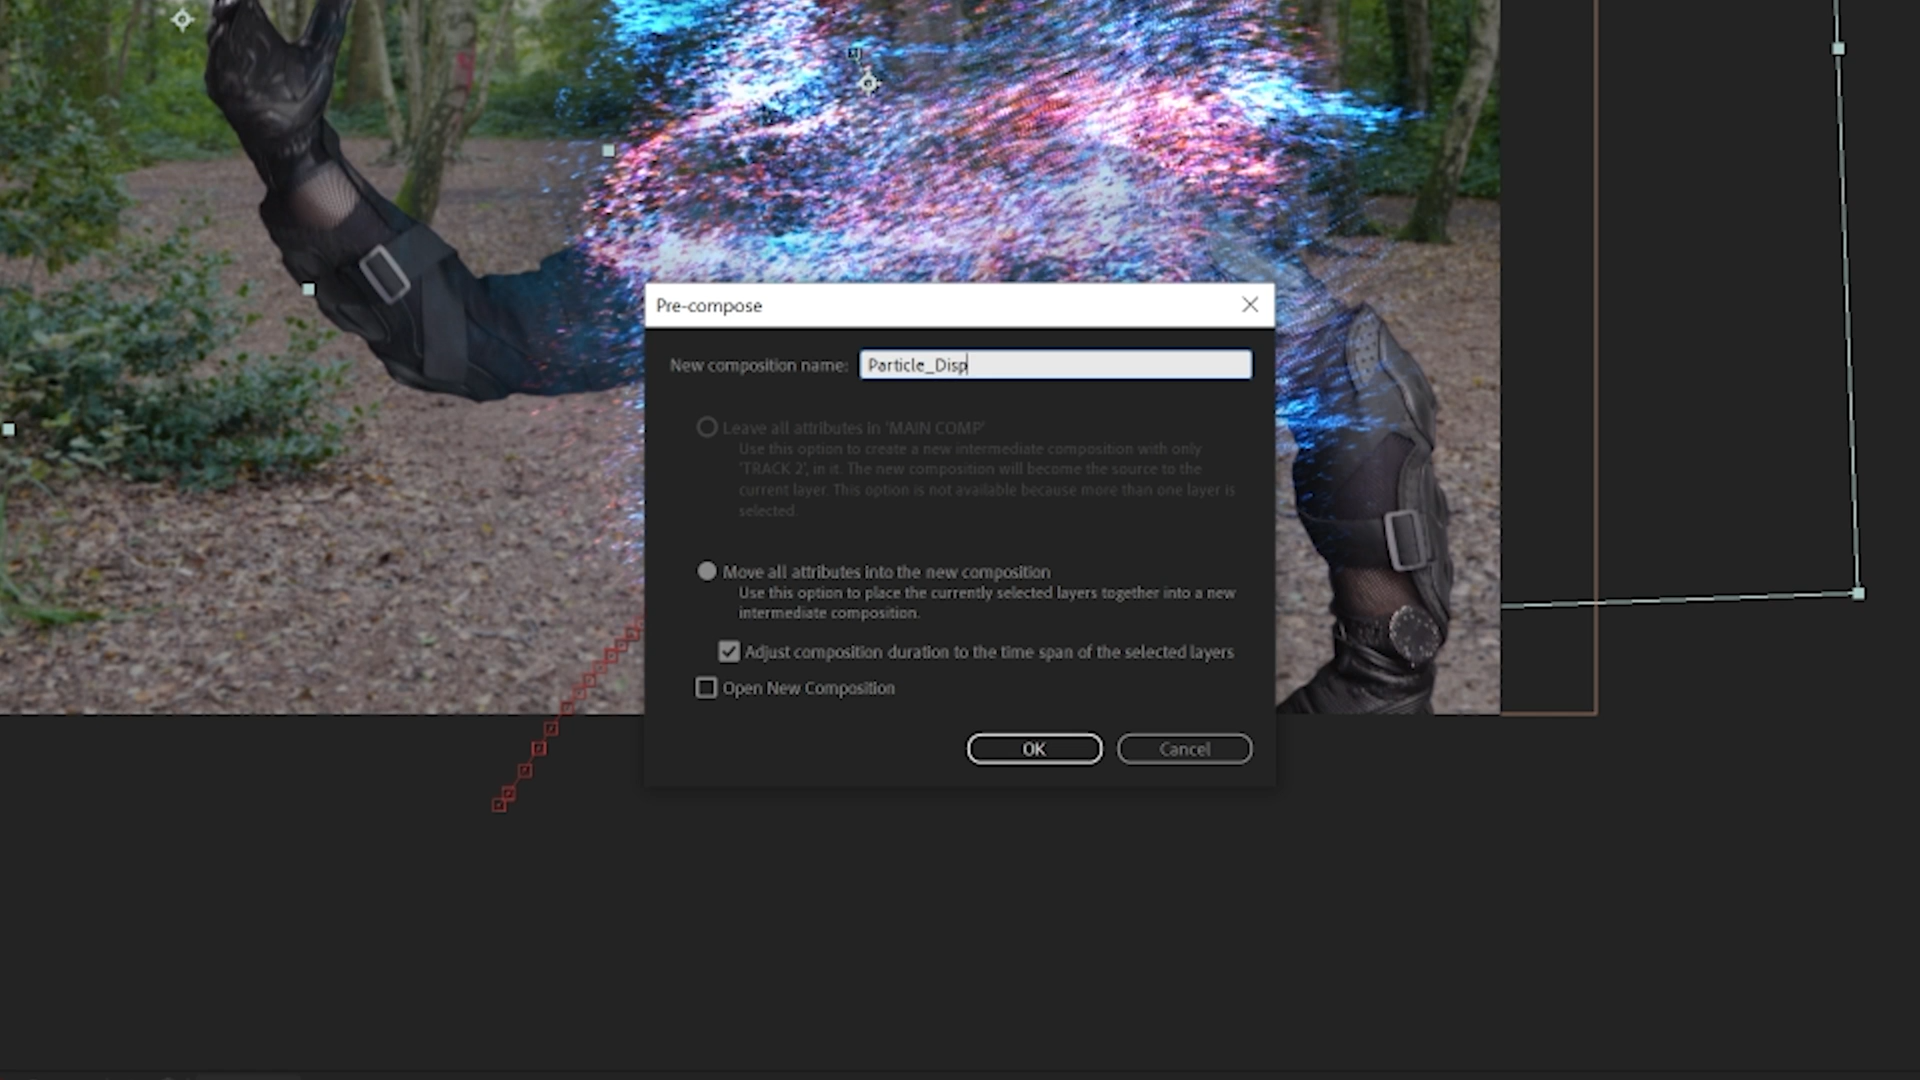 Pre-compose
New composition name: Particle_Disp
Leave all attributes in 'MAIN COMP'
Use this option to create a new intermediate composition with only
'TRACK 2', in it. The new composition will become the source to the
current layer. This option is not available because more than one layer is
selected.
Move all attributes into the new composition
Use this option to place the currently selected layers together into a new
intermediate composition.
Adjust composition duration to the time span of the selected layers
Open New Composition
OK Cancel